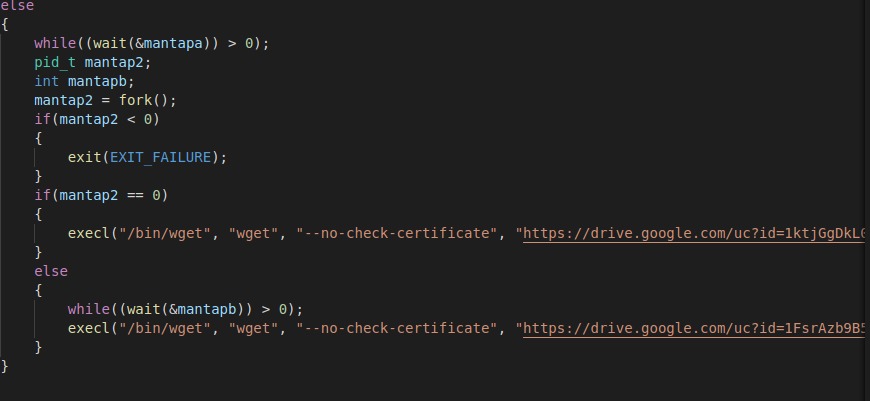 else
{
while((wait(&mantapa)) > 0);
pid_t mantap2;
int mantapb;
mantap2 = fork();
if(mantap2 < 0)
{
exit(EXIT_FAILURE);
}
if(mantap2 == 0)
{
execl("/bin/wget", "wget", "--no-check-certificate", "https://drive.google.com/uc?id=1ktjGgDkL
}
else
{
while((wait(&mantapb)) > 0);
execl("/bin/wget", "wget", "--no-check-certificate", "https://drive.google.com/uc?id=1FsrAzb9B5
}
}